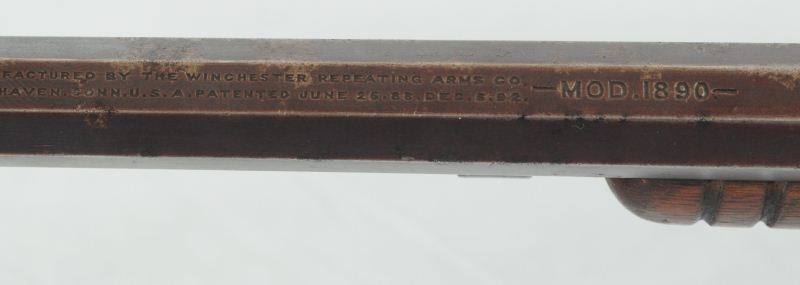 FACTURED BY THE WINCHESTER REPEATING ARMS CO.
HAVEN. CONN. U.S.A. PATENTED JUNE 26. 88. DEC. 6. 92.
—MOD. 1890—